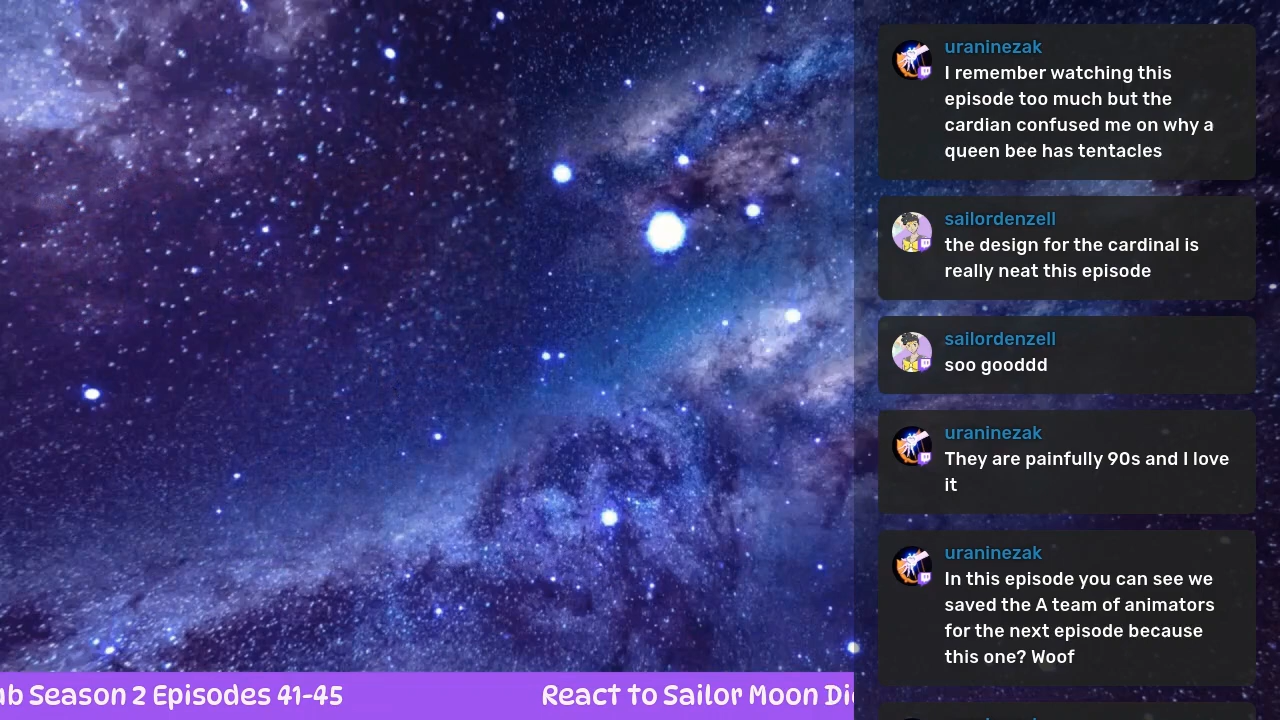 uraninezak
I remember watching this
episode too much but the
cardian confused me on why a
queen bee has tentacles
sailordenzell
the design for the cardinal is
really neat this episode
sailordenzell
soo gooddd
uraninezak
They are painfully 90s and I love
it
uraninezak
In this episode you can see we
saved the A team of animators
for the next episode because
this one? Woof
ub Season 2 Episodes 41-45
React to Sailor Moon Di